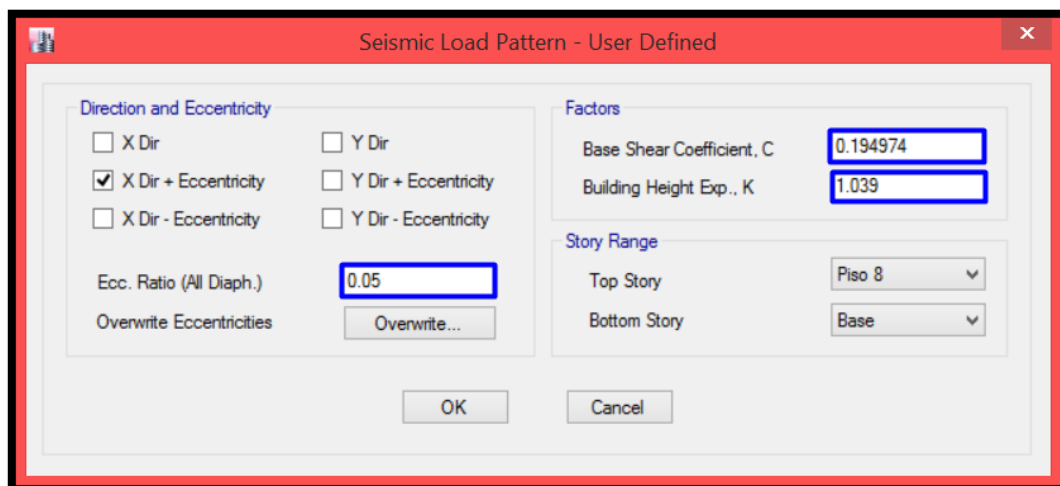 Seismic Load Pattern - User Defined
Direction and Eccentricity
X Dir
Y Dir
X Dir + Eccentricity
Y Dir + Eccentricity
X Dir - Eccentricity
Y Dir - Eccentricity
Ecc. Ratio (All Diaph.)
0.05
Overwrite Eccentricities
Overwrite...
Factors
Base Shear Coefficient, C
0.194974
Building Height Exp., K
1.039
Story Range
Top Story
Piso 8
Bottom Story
Base
OK
Cancel